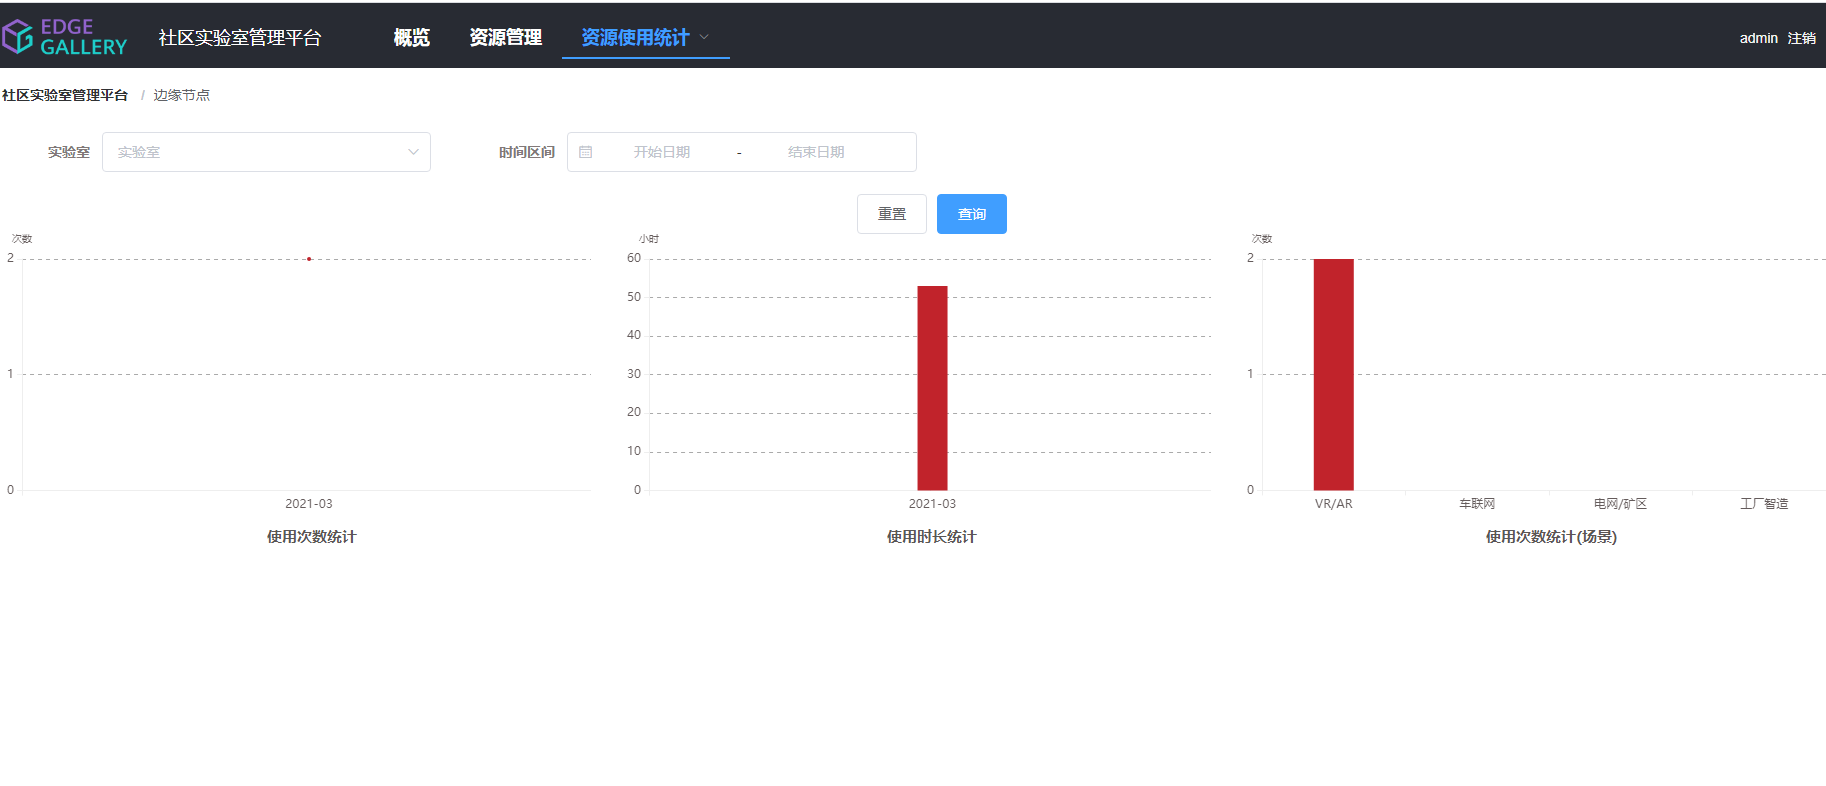 EDGE GALLERY 社区实验室管理平台 概览 资源管理 资源使用统计 admin 注销
社区实验室管理平台 / 边缘节点
实验室 实验室 时间区间 开始日期 - 结束日期
重置 查询
次数
2
1
0
2021-03
使用次数统计
小时
60
50
40
30
20
10
0
2021-03
使用时长统计
次数
2
1
0
VR/AR 车联网 电网/矿区 工厂智造
使用次数统计(场景)